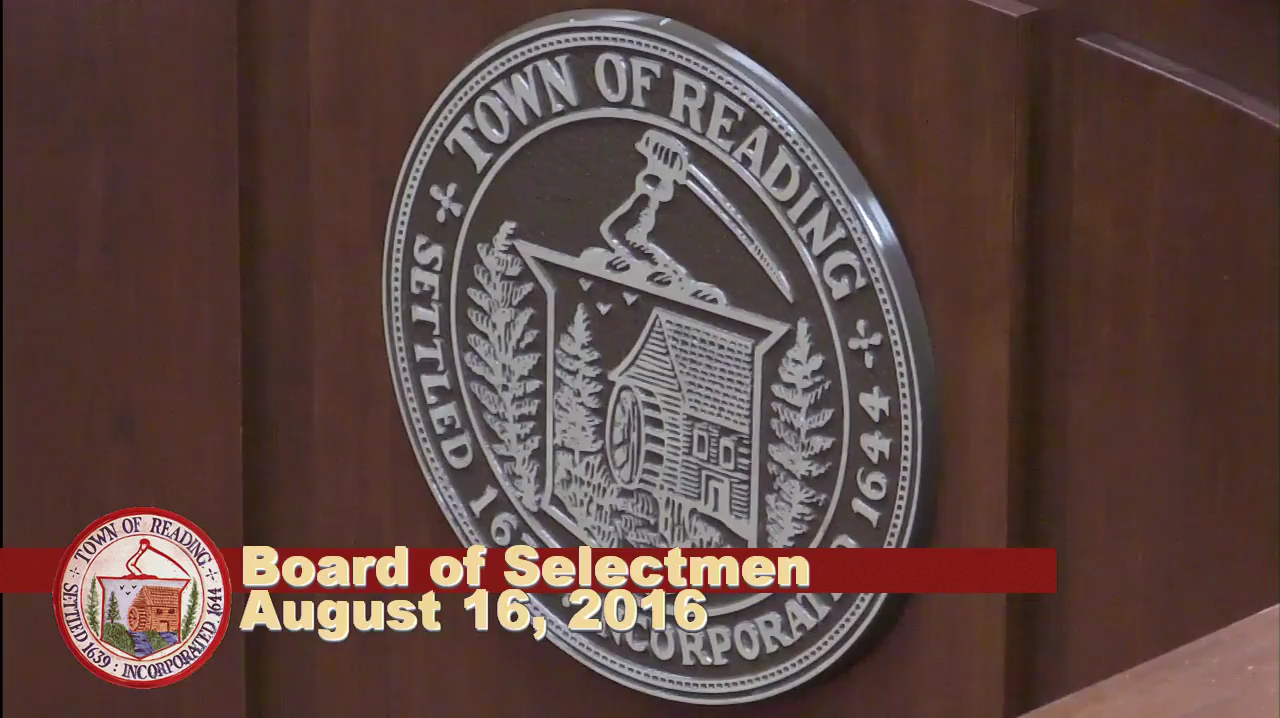 TOWN OF READING
SETTLED 16
INCORPORATED 1644
TOWN OF READING
SETTLED 1639 : INCORPORATED 1644
Board of Selectmen
August 16, 2016